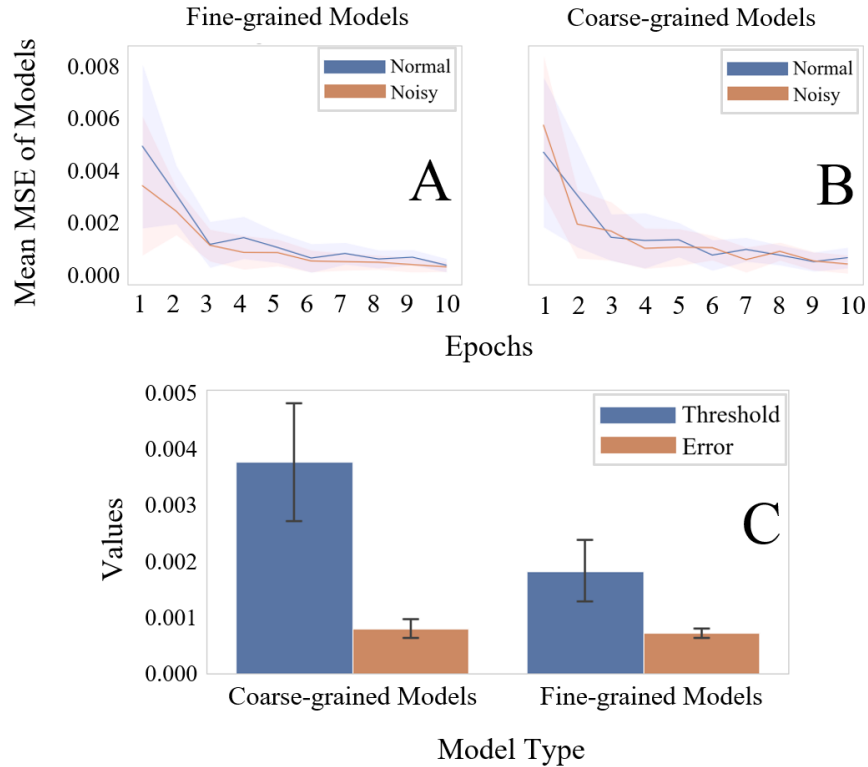 Fine-grained Models
Coarse-grained Models
Mean MSE of Models
0.008
0.006
0.004
0.002
0.000
Normal
Noisy
A
1 2 3 4 5 6 7 8 9 10
Normal
Noisy
B
1 2 3 4 5 6 7 8 9 10
Epochs
Values
0.005
0.004
0.003
0.002
0.001
0.000
Threshold
Error
C
Coarse-grained Models
Fine-grained Models
Model Type